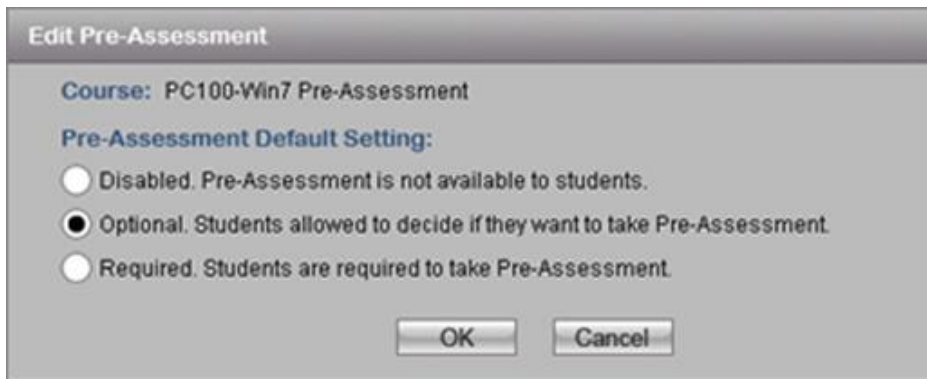 Edit Pre-Assessment
Course: PC100-Win7 Pre-Assessment
Pre-Assessment Default Setting:
Disabled. Pre-Assessment is not available to students.
Optional. Students allowed to decide if they want to take Pre-Assessment.
Required. Students are required to take Pre-Assessment.
OK Cancel